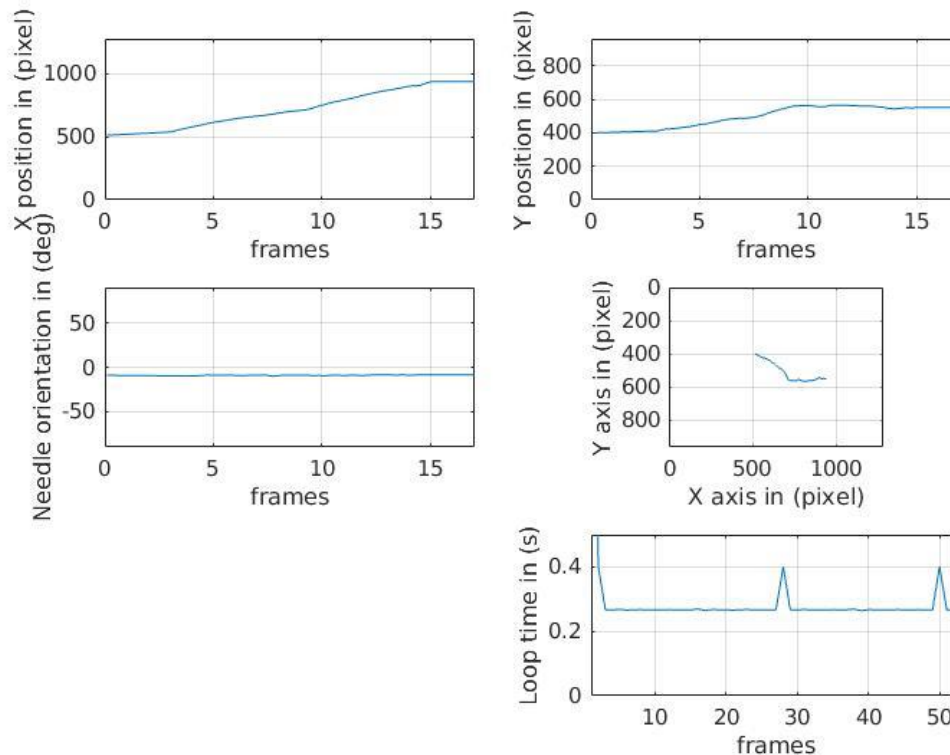 X position in (pixel)
1000
500
0
0 5 10 15
frames
Y position in (pixel)
800
600
400
200
0
0 5 10 15
frames
Needle orientation in (deg)
50
0
-50
0 5 10 15
frames
Y axis in (pixel)
0
200
400
600
800
0 500 1000
X axis in (pixel)
Loop time in (s)
0.4
0.2
0
10 20 30 40 50
frames